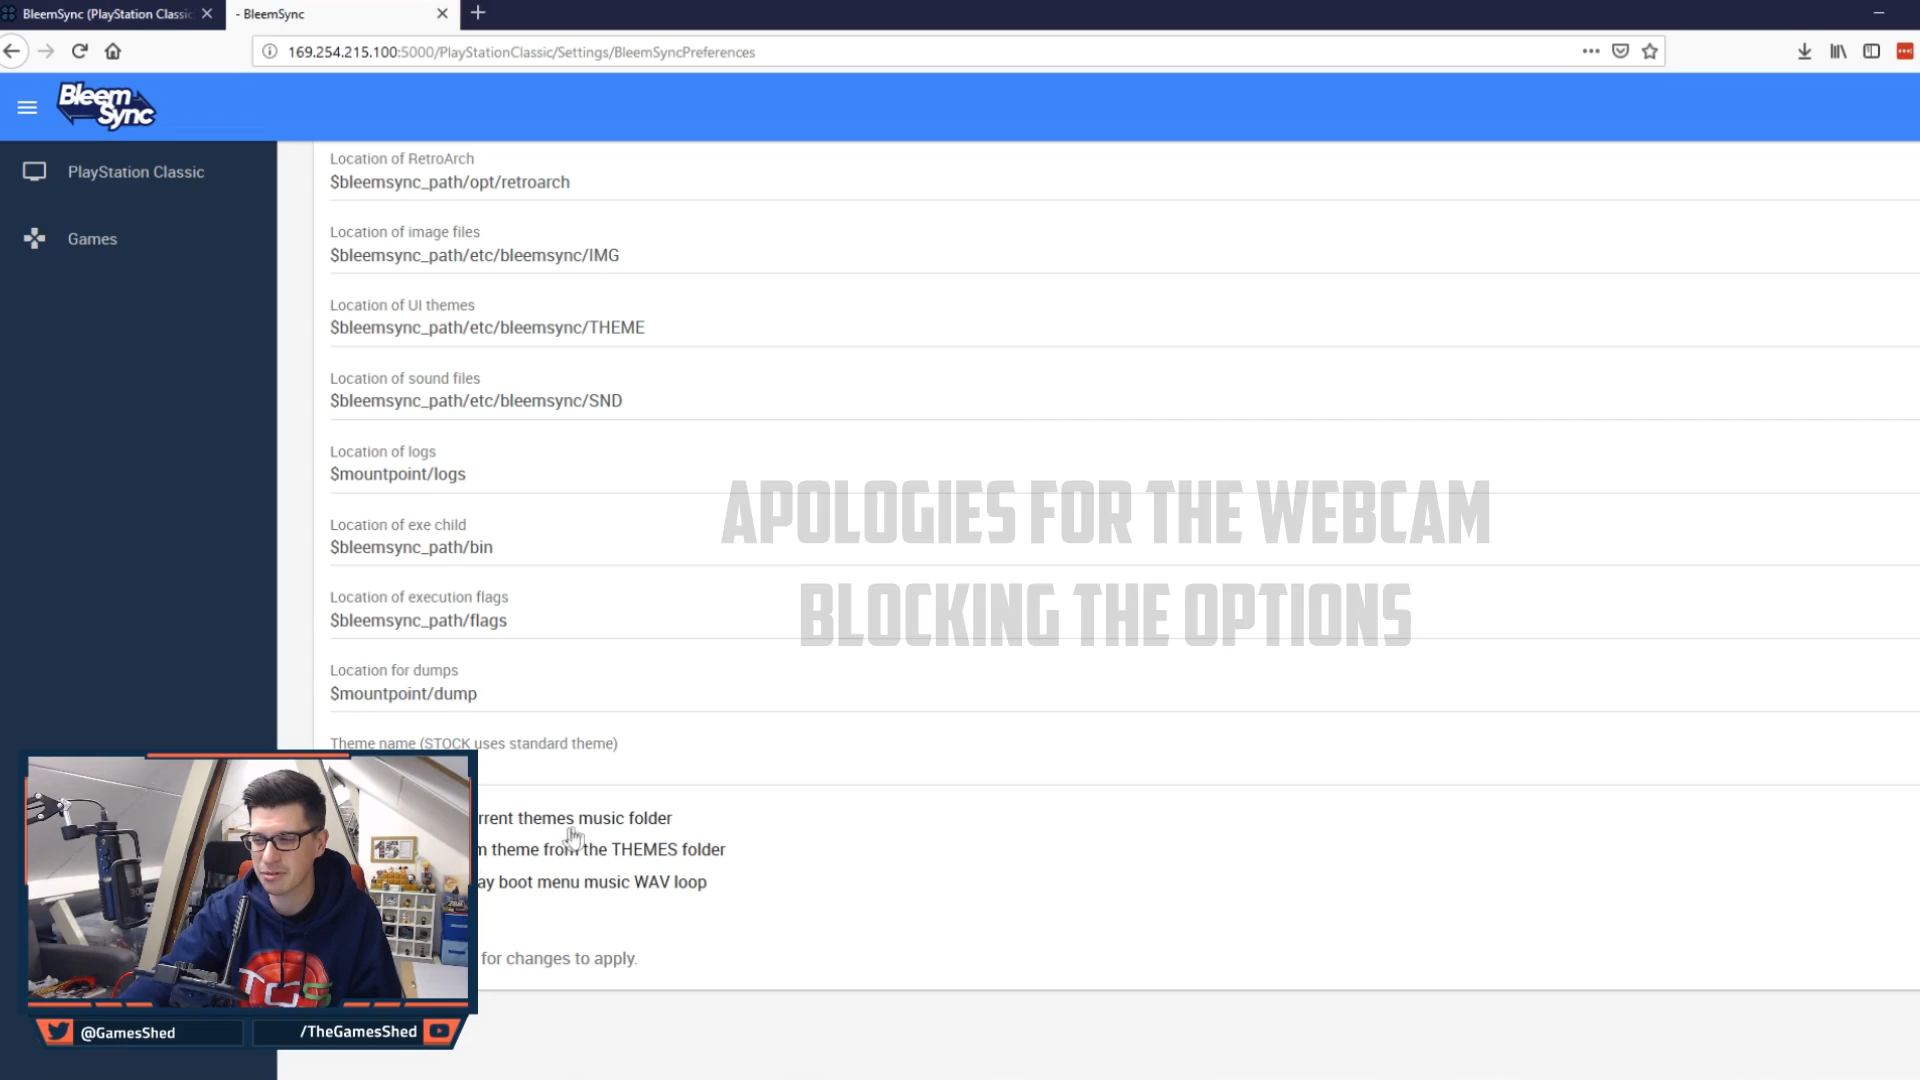 BleemSync (PlayStation Classic
- BleemSync
169.254.215.100:5000/PlayStationClassic/Settings/BleemSyncPreferences
Bleem
Sync
PlayStation Classic
Games
Location of RetroArch
$bleemsync_path/opt/retroarch
Location of image files
$bleemsync_path/etc/bleemsync/IMG
Location of UI themes
$bleemsync_path/etc/bleemsync/THEME
Location of sound files
$bleemsync_path/etc/bleemsync/SND
Location of logs
$mountpoint/logs
Location of exe child
$bleemsync_path/bin
Location of execution flags
$bleemsync_path/flags
Location for dumps
$mountpoint/dump
Theme name (STOCK uses standard theme)
rrent themes music folder
m theme from the THEMES folder
ay boot menu music WAV loop
for changes to apply.
APOLOGIES FOR THE WEBCAM
BLOCKING THE OPTIONS
TGS
@GamesShed
/TheGamesShed